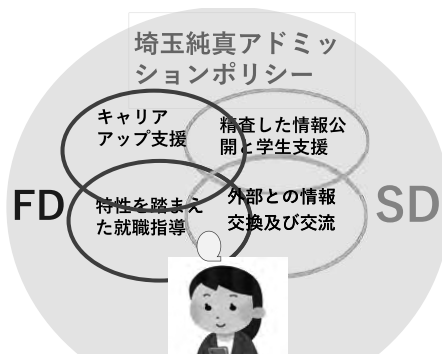 埼玉純真アドミッ
ションポリシー
キャリア
アップ支援
精査した情報公
開と学生支援
FD
特性を踏まえ
た就職指導
外部との情報
交換及び交流
SD